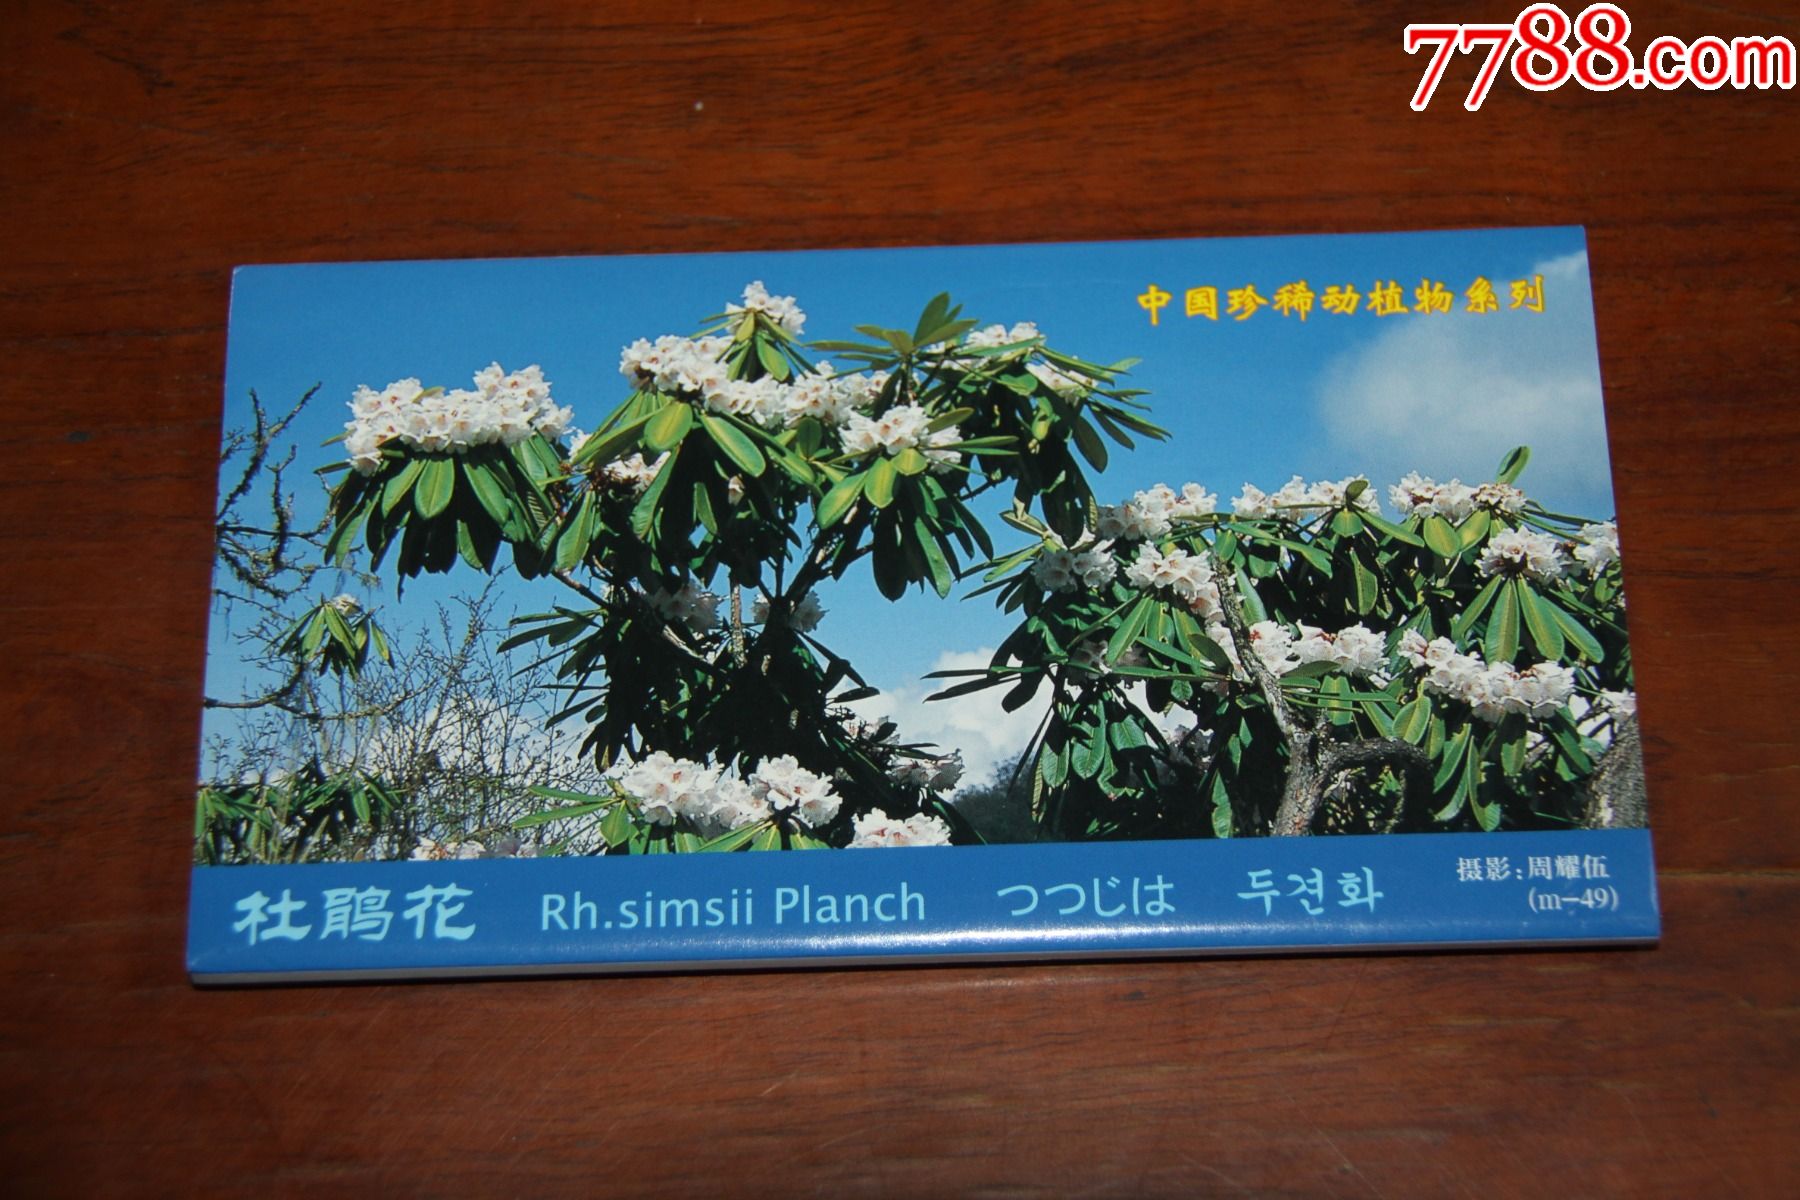 7788.com
中国珍稀动植物系列
杜鹃花 Rh.simsii Planch つつじは 두견화
摄影:周耀伍
(m-49)